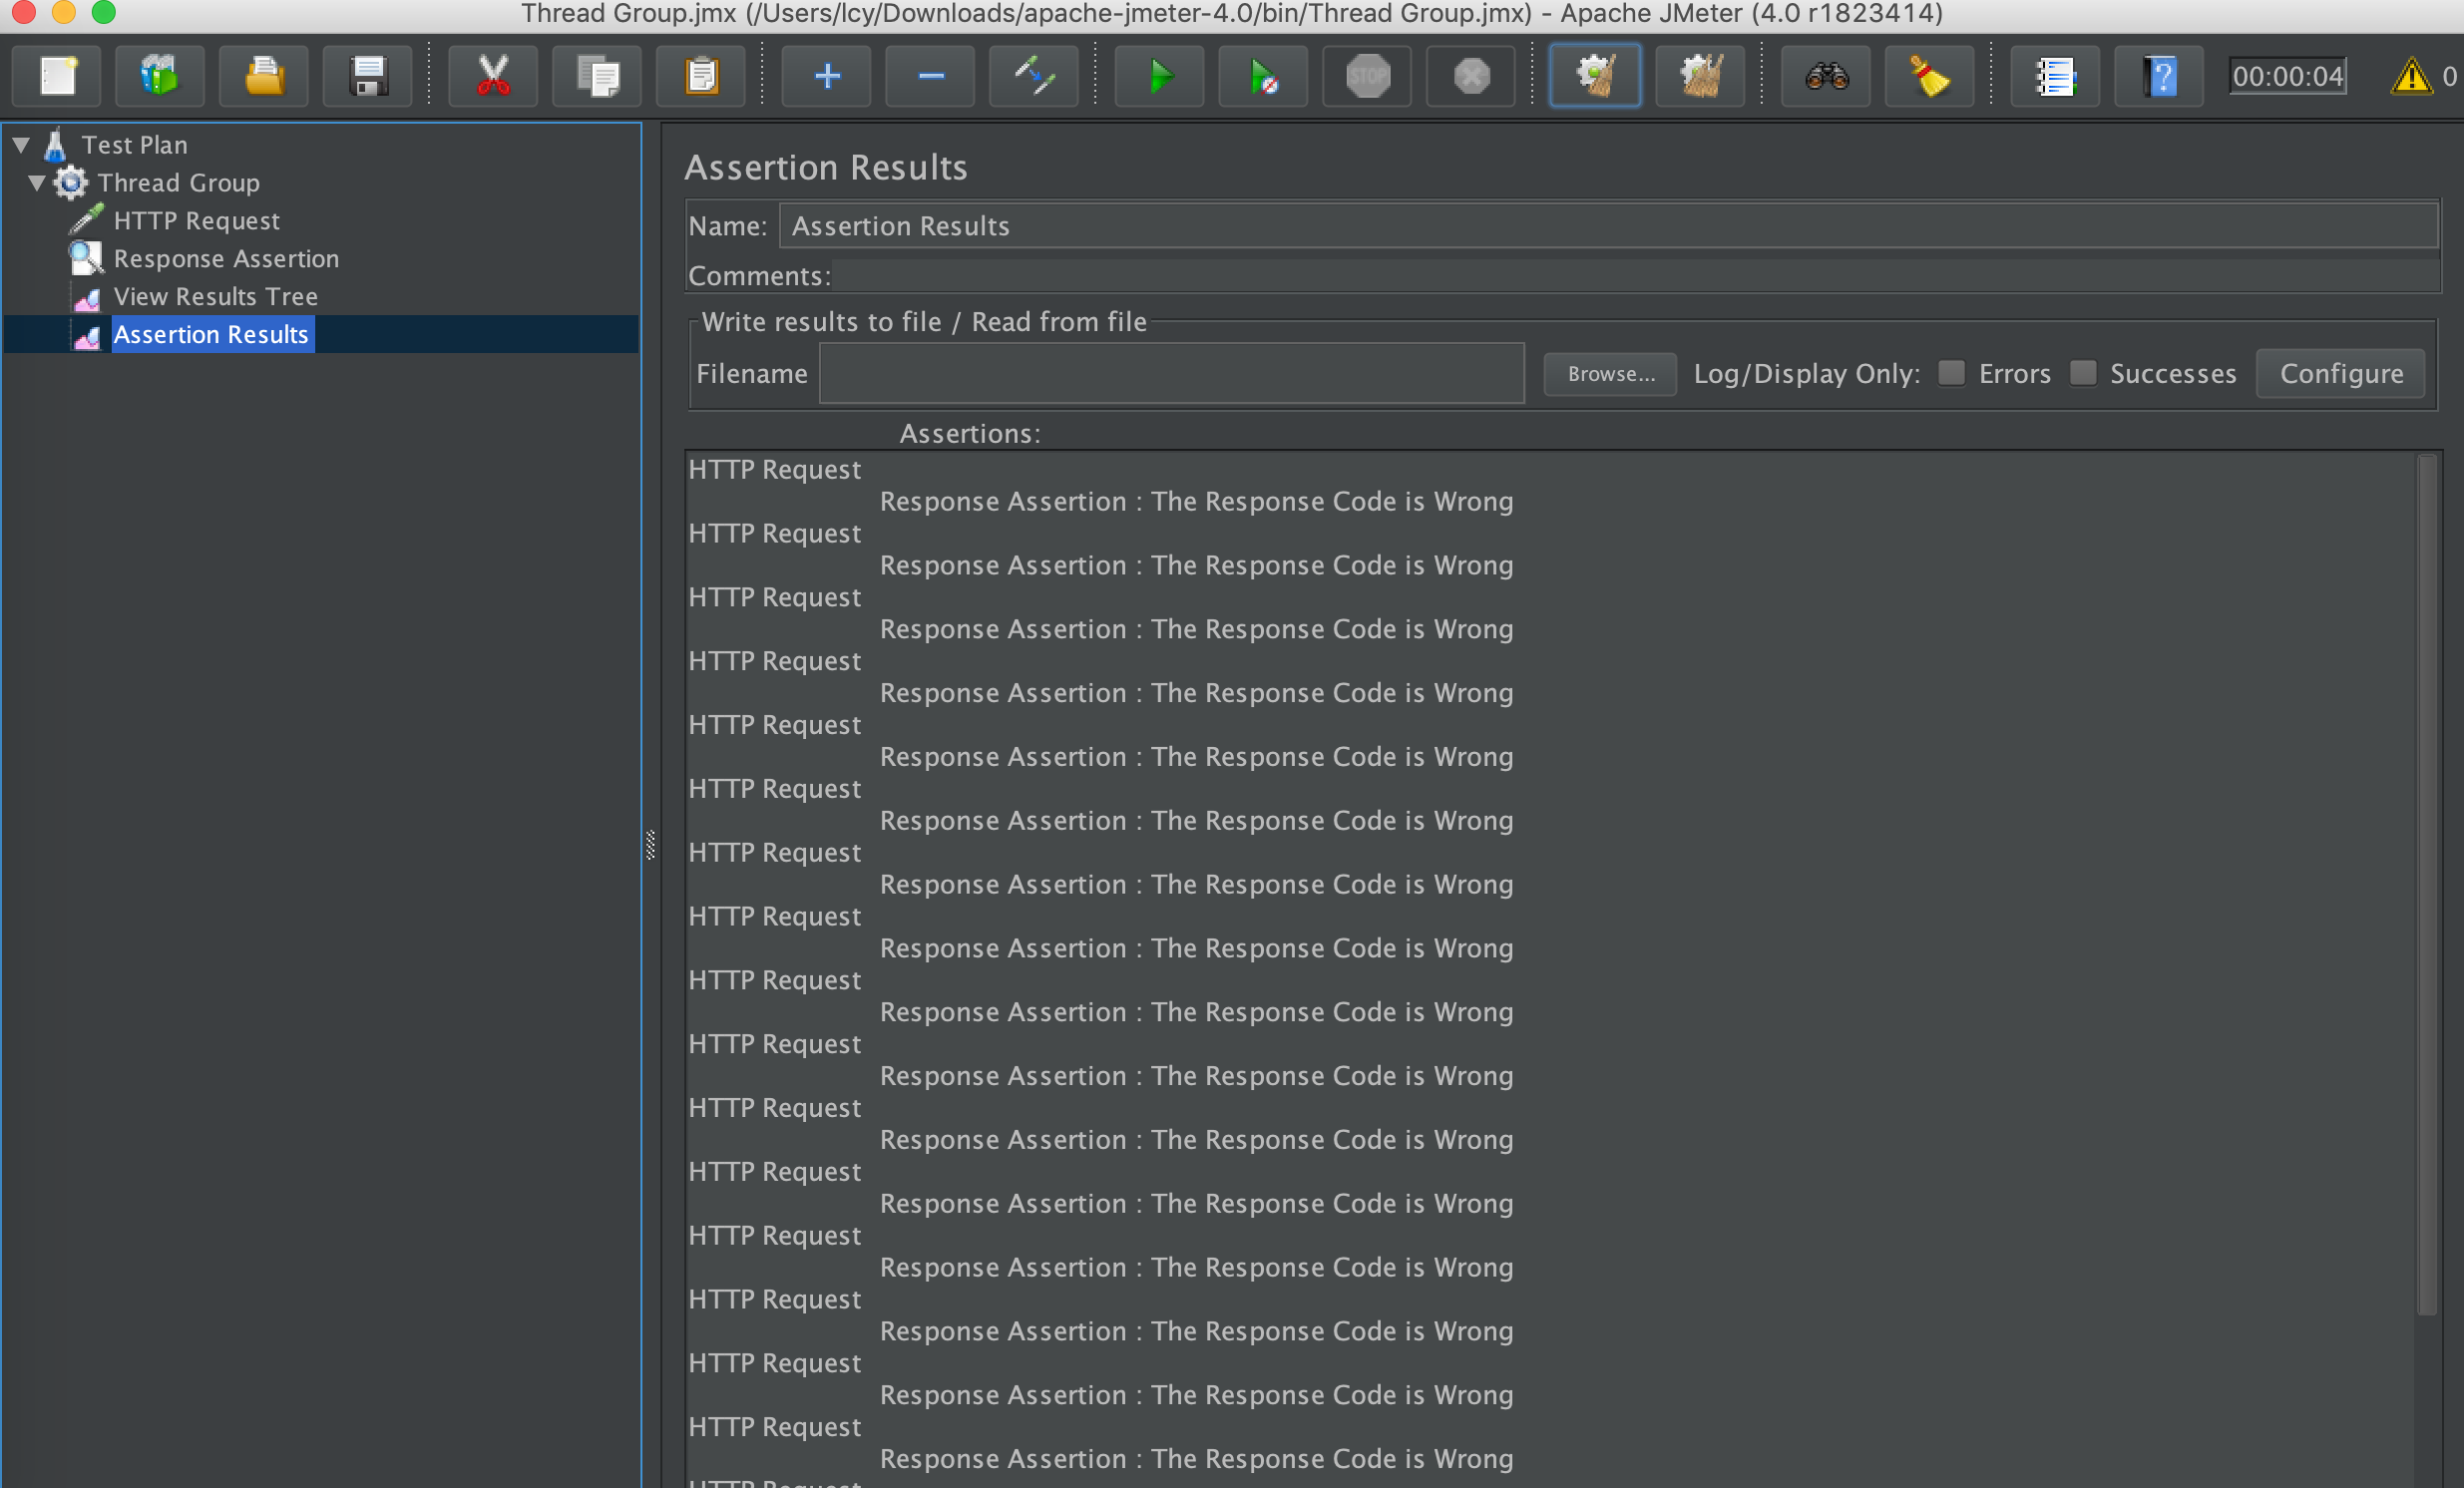 Thread Group.jmx (/Users/lcy/Downloads/apache-jmeter-4.0/bin/Thread Group.jmx) - Apache JMeter (4.0 r1823414)
STOP
00:00:04 0
Test Plan
Thread Group
HTTP Request
Response Assertion
View Results Tree
Assertion Results
Assertion Results
Name: Assertion Results
Comments:
Write results to file / Read from file
Filename Browse... Log/Display Only: Errors Successes Configure
Assertions:
HTTP Request
Response Assertion : The Response Code is Wrong
HTTP Request
Response Assertion : The Response Code is Wrong
HTTP Request
Response Assertion : The Response Code is Wrong
HTTP Request
Response Assertion : The Response Code is Wrong
HTTP Request
Response Assertion : The Response Code is Wrong
HTTP Request
Response Assertion : The Response Code is Wrong
HTTP Request
Response Assertion : The Response Code is Wrong
HTTP Request
Response Assertion : The Response Code is Wrong
HTTP Request
Response Assertion : The Response Code is Wrong
HTTP Request
Response Assertion : The Response Code is Wrong
HTTP Request
Response Assertion : The Response Code is Wrong
HTTP Request
Response Assertion : The Response Code is Wrong
HTTP Request
Response Assertion : The Response Code is Wrong
HTTP Request
Response Assertion : The Response Code is Wrong
HTTP Request
Response Assertion : The Response Code is Wrong
HTTP Request
Response Assertion : The Response Code is Wrong
HTTP Request